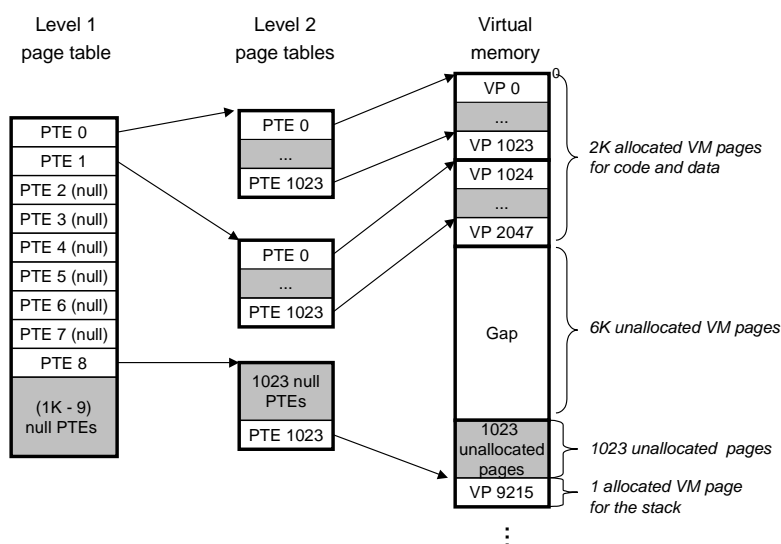 Level 1
page table
Level 2
page tables
Virtual
memory
0
PTE 0
PTE 1
PTE 2 (null)
PTE 3 (null)
PTE 4 (null)
PTE 5 (null)
PTE 6 (null)
PTE 7 (null)
PTE 8
(1K - 9)
null PTEs
PTE 0
...
PTE 1023
PTE 0
...
PTE 1023
1023 null
PTEs
PTE 1023
VP 0
...
VP 1023
VP 1024
...
VP 2047
Gap
1023
unallocated
pages
VP 9215
2K allocated VM pages
for code and data
6K unallocated VM pages
1023 unallocated pages
1 allocated VM page
for the stack
...